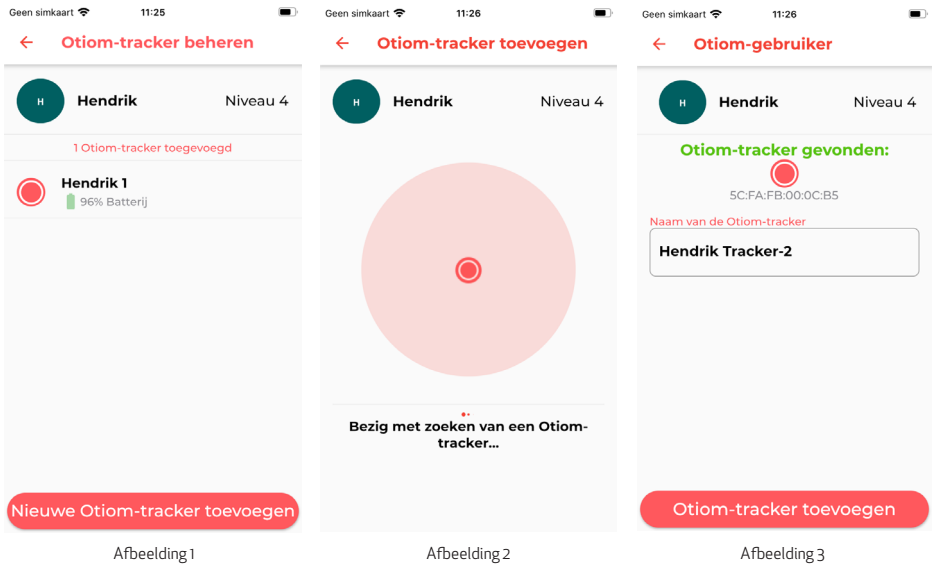 Geen simkaart 11:25
Otiom-tracker beheren
H Hendrik Niveau 4
1 Otiom-tracker toegevoegd
Hendrik 1
96% Batterij
Nieuwe Otiom-tracker toevoegen
Afbeelding 1
Geen simkaart 11:26
Otiom-tracker toevoegen
H Hendrik Niveau 4
Bezig met zoeken van een Otiom-
tracker...
Afbeelding 2
Geen simkaart 11:26
Otiom-gebruiker
H Hendrik Niveau 4
Otiom-tracker gevonden:
5C:FA:FB:00:0C:B5
Naam van de Otiom-tracker
Hendrik Tracker-2
Otiom-tracker toevoegen
Afbeelding 3